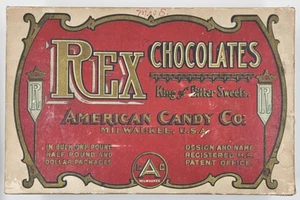 REX
CHOCOLATES
King of Bitter Sweets.
AMERICAN CANDY CO.
MILWAUKEE, U.S.A.
IN BULK ONE POUND
HALF POUND AND
DOLLAR PACKAGES
DESIGN AND NAME
REGISTERED IN
PATENT OFFICE
R
R
A
C
MILWAUKEE